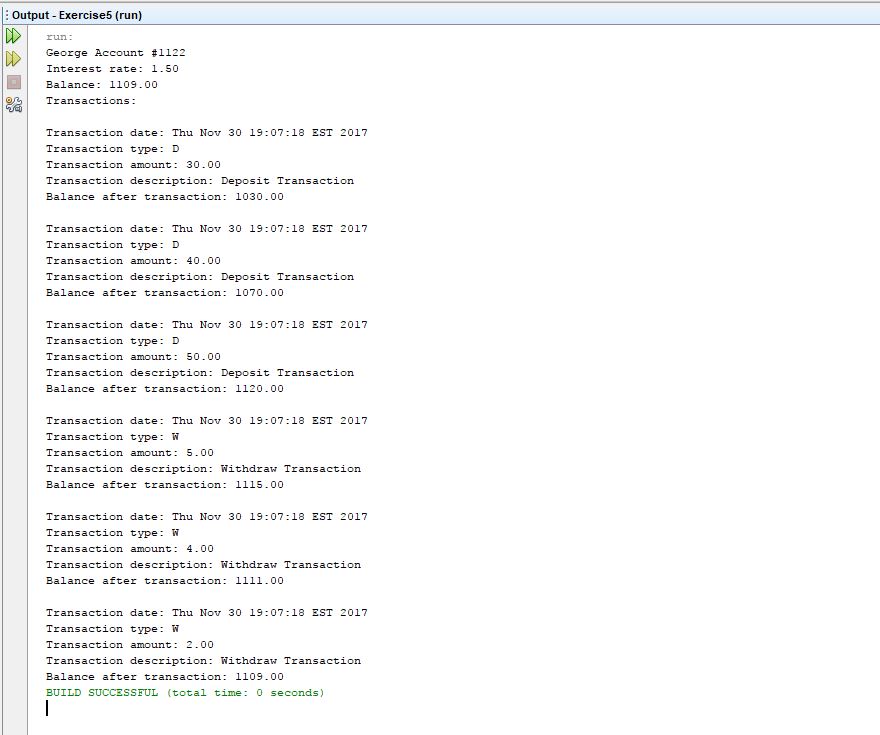 Output - Exercise5 (run)
run:
George Account #1122
Interest rate: 1.50
Balance: 1109.00
Transactions:
Transaction date: Thu Nov 30 19:07:18 EST 2017
Transaction type: D
Transaction amount: 30.00
Transaction description: Deposit Transaction
Balance after transaction: 1030.00
Transaction date: Thu Nov 30 19:07:18 EST 2017
Transaction type: D
Transaction amount: 40.00
Transaction description: Deposit Transaction
Balance after transaction: 1070.00
Transaction date: Thu Nov 30 19:07:18 EST 2017
Transaction type: D
Transaction amount: 50.00
Transaction description: Deposit Transaction
Balance after transaction: 1120.00
Transaction date: Thu Nov 30 19:07:18 EST 2017
Transaction type: W
Transaction amount: 5.00
Transaction description: Withdraw Transaction
Balance after transaction: 1115.00
Transaction date: Thu Nov 30 19:07:18 EST 2017
Transaction type: W
Transaction amount: 4.00
Transaction description: Withdraw Transaction
Balance after transaction: 1111.00
Transaction date: Thu Nov 30 19:07:18 EST 2017
Transaction type: W
Transaction amount: 2.00
Transaction description: Withdraw Transaction
Balance after transaction: 1109.00
BUILD SUCCESSFUL (total time: 0 seconds)